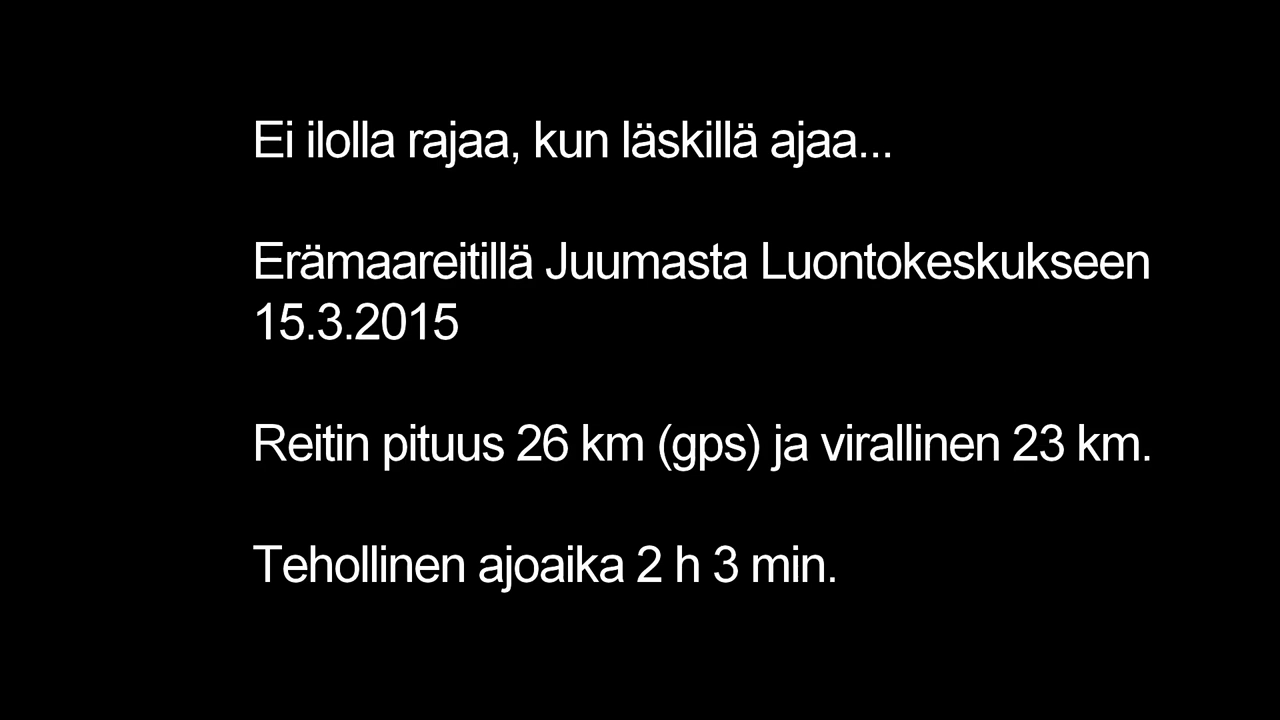 Ei ilolla rajaa, kun läskillä ajaa...
Erämaareitillä Juumasta Luontokeskukseen
15.3.2015
Reitin pituus 26 km (gps) ja virallinen 23 km.
Tehollinen ajoaika 2 h 3 min.